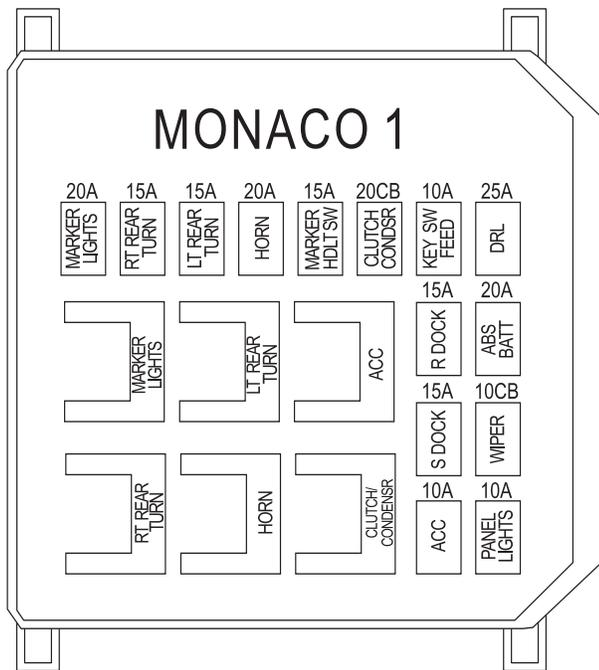 MONACO 1
20A 15A 15A 20A 15A 20CB 10A 25A
MARKER
LIGHTS
RT REAR
TURN
LT REAR
TURN
HORN
MARKER
HDLT SW
CLUTCH
CONDSR
KEY SW
FEED
DRL
15A 20A
R DOCK
ABS
BATT
MARKER
LIGHTS
LT REAR
TURN
ACC
15A 10CB
S DOCK
WIPER
10A 10A
ACC
PANEL
LIGHTS
RT REAR
TURN
HORN
CLUTCH/
CONDENSR